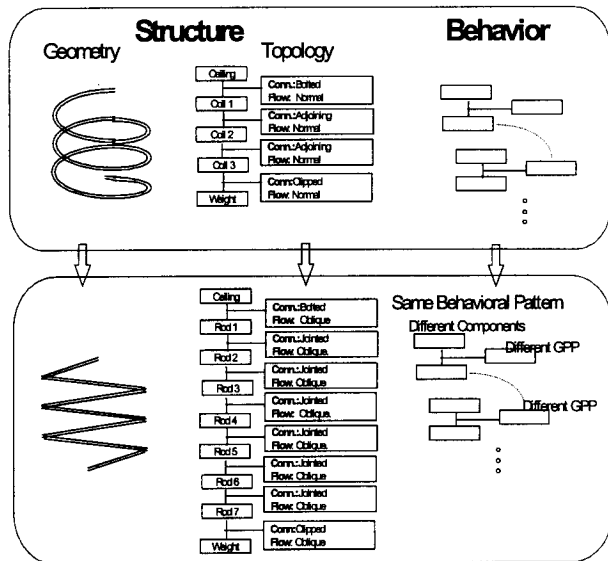 Structure
Behavior
Geometry
Topology
Ceiling
Conn.:Bolted
Flow: Normal
Coil 1
Conn.:Adjoining
Flow: Normal
Coil 2
Conn.:Adjoining
Flow: Normal
Coil 3
Conn:Clipped
Flow: Normal
Weight
Same Behavioral Pattern
Different Components
Different GPP
Different GPP
Ceiling
Conn.:Bolted
Flow: Oblique
Rod 1
Conn.:Jointed
Flow: Oblique.
Rod 2
Conn.:Jointed
Flow: Oblique
Rod 3
Conn.:Jointed
Flow: Oblique.
Rod 4
Conn.:Jointed
Flow: Oblique.
Rod 5
Conn.:Jointed
Flow: Oblique
Rod 6
Conn.:Jointed
Flow: Oblique
Rod 7
Conn.:Clipped
Flow: Oblique
Weight